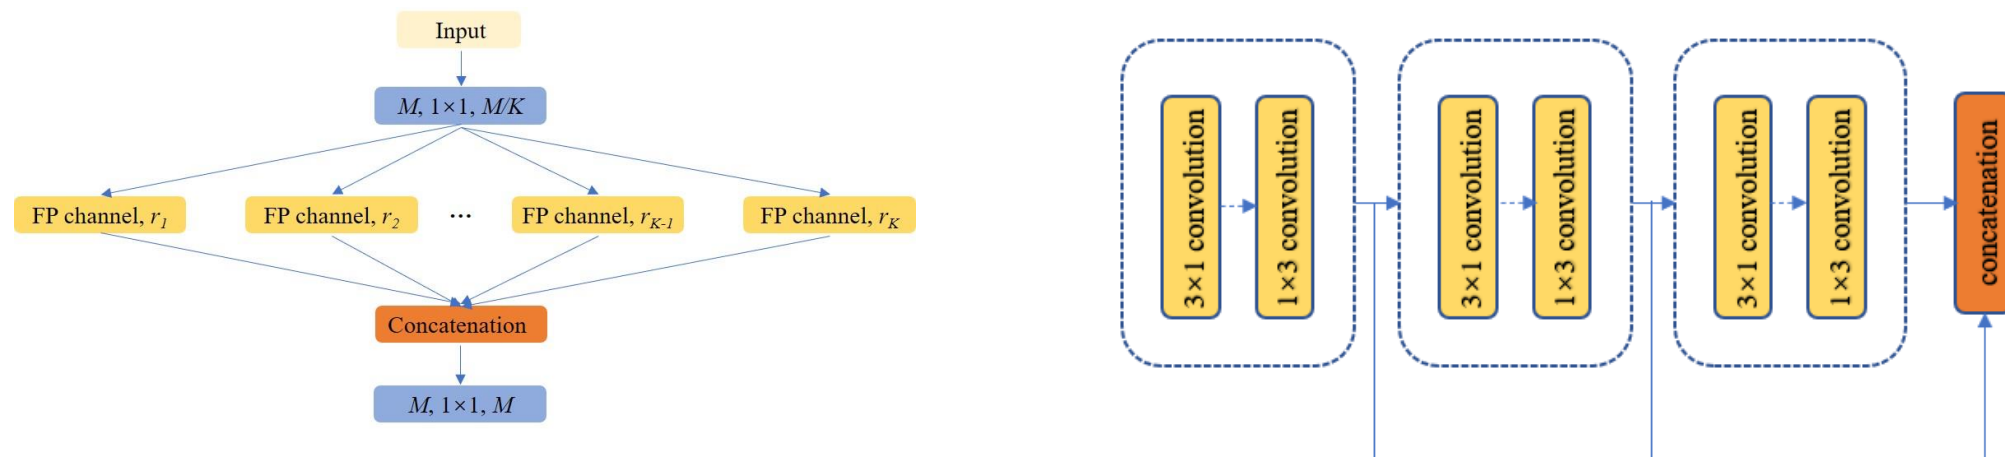 Input
M, 1×1, M/K
FP channel, r1
FP channel, r2
...
FP channel, rK-1
FP channel, rK
Concatenation
M, 1×1, M
3×1 convolution
1×3 convolution
3×1 convolution
1×3 convolution
3×1 convolution
1×3 convolution
concatenation